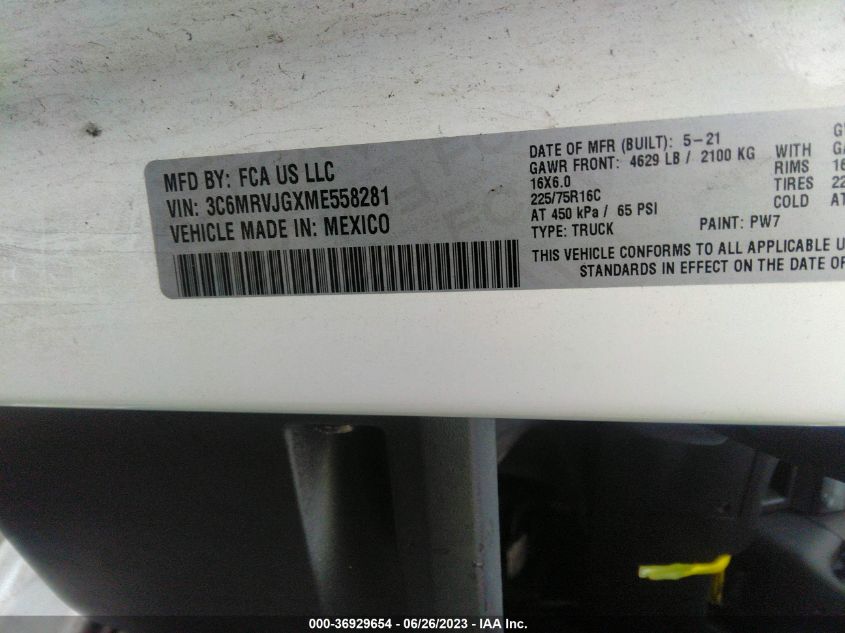 MFD BY: FCA US LLC
VIN: 3C6MRVJGXME558281
VEHICLE MADE IN: MEXICO
DATE OF MFR (BUILT): 5-21
GAWR FRONT: 4629 LB / 2100 KG WITH
16X6.0 RIMS
225/75R16C TIRES
AT 450 kPa / 65 PSI COLD
TYPE: TRUCK PAINT: PW7
THIS VEHICLE CONFORMS TO ALL APPLICABLE
STANDARDS IN EFFECT ON THE DATE OF
000-36929654 - 06/26/2023 - IAA Inc.